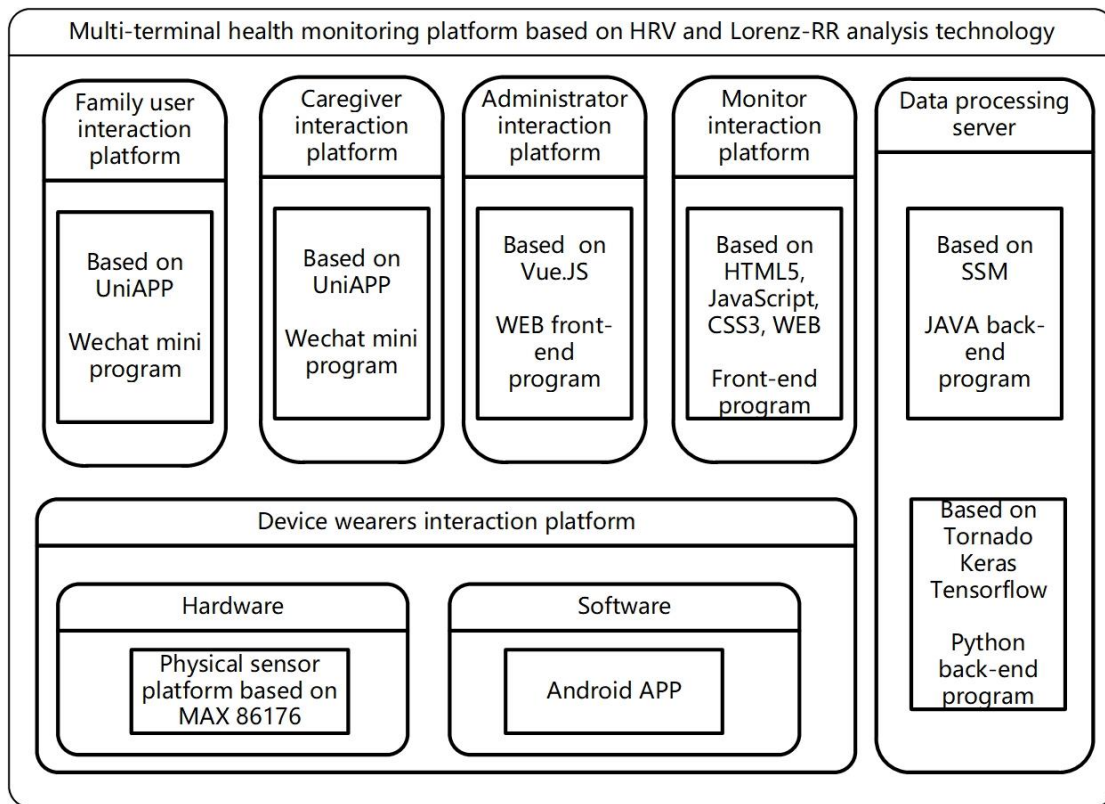 Multi-terminal health monitoring platform based on HRV and Lorenz-RR analysis technology
Family user
interaction
platform
Based on
UniAPP
Wechat mini
program
Caregiver
interaction
platform
Based on
UniAPP
Wechat mini
program
Administrator
interaction
platform
Based on
Vue.JS
WEB front-
end
program
Monitor
interaction
platform
Based on
HTML5,
JavaScript,
CSS3, WEB
Front-end
program
Data processing
server
Based on
SSM
JAVA back-
end
program
Based on
Tornado
Keras
Tensorflow
Python
back-end
program
Device wearers interaction platform
Hardware
Physical sensor
platform based on
MAX 86176
Software
Android APP